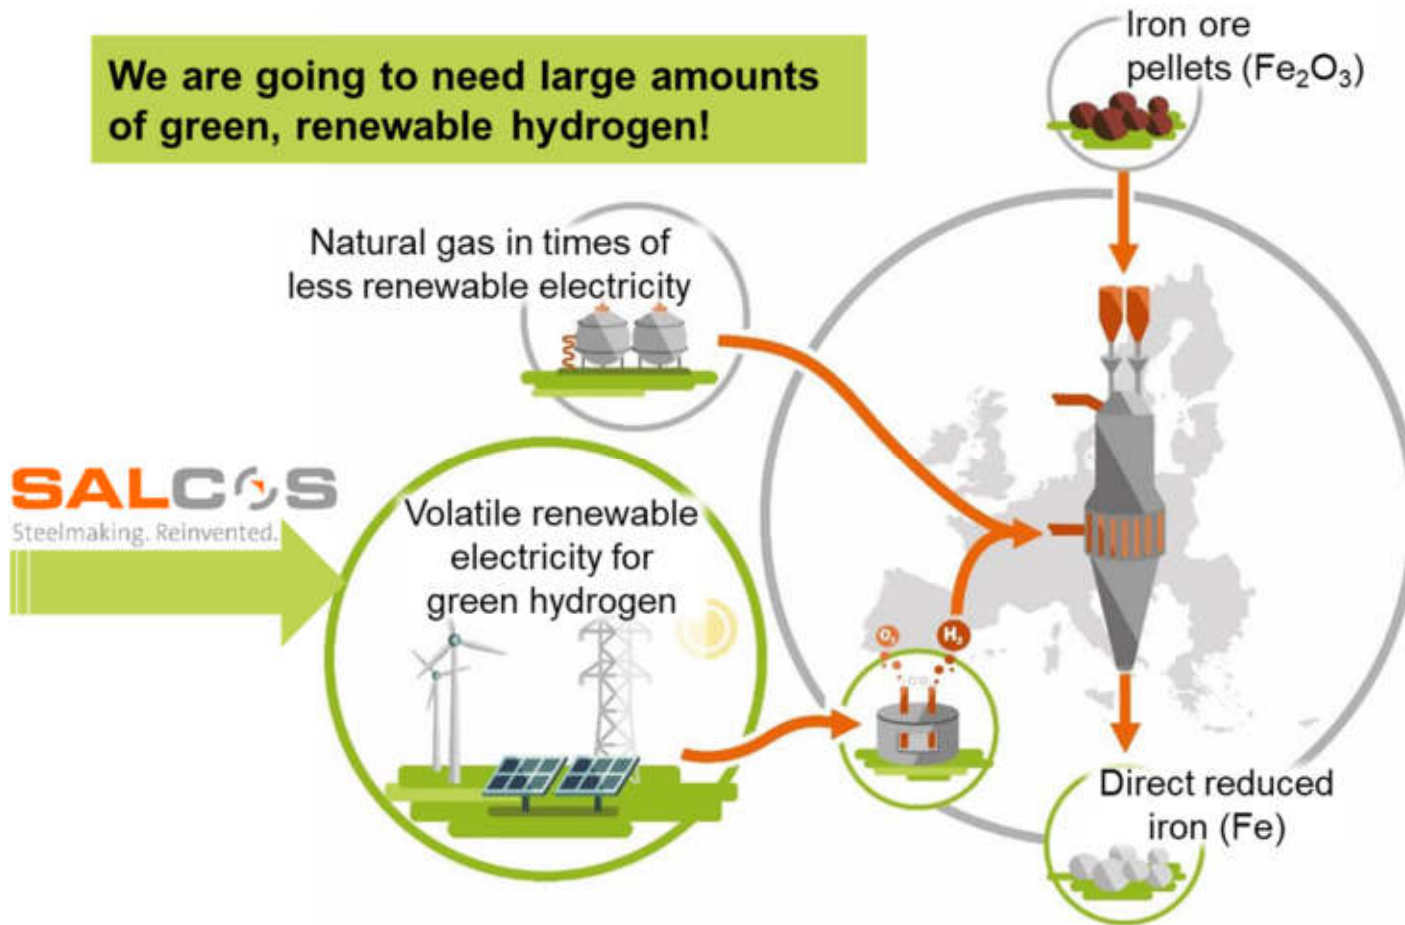 We are going to need large amounts
of green, renewable hydrogen!
Iron ore
pellets (Fe₂O₃)
Natural gas in times of
less renewable electricity
SALCOS
Steelmaking. Reinvented.
Volatile renewable
electricity for
green hydrogen
O₂
H₂
Direct reduced
iron (Fe)